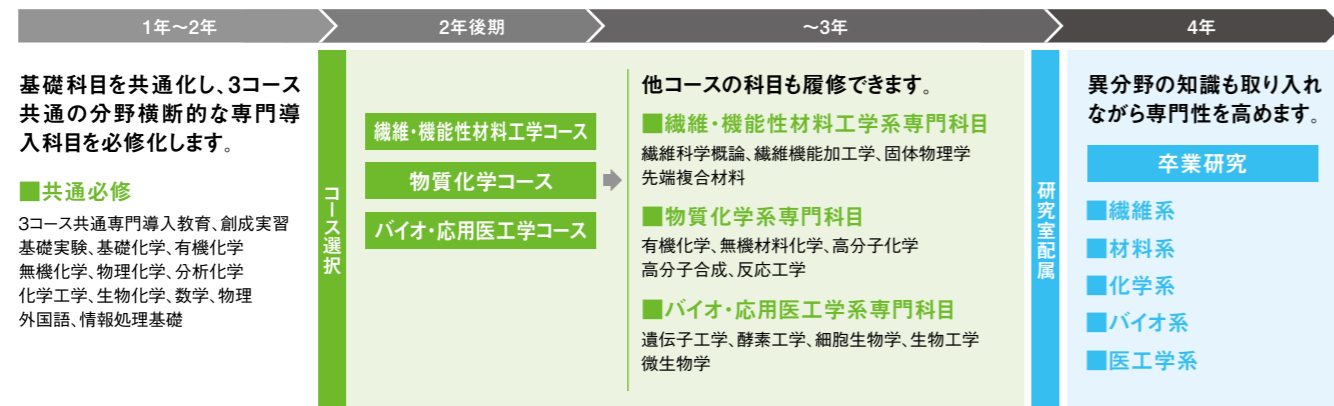 1年～2年
2年後期
～3年
4年
基礎科目を共通化し、3コース
共通の分野横断的な専門導
入科目を必修化します。
■共通必修
3コース共通専門導入教育、創成実習
基礎実験、基礎化学、有機化学
無機化学、物理化学、分析化学
化学工学、生物化学、数学、物理
外国語、情報処理基礎
コース選択
繊維・機能性材料工学コース
物質化学コース
バイオ・応用医工学コース
他コースの科目も履修できます。
■繊維・機能性材料工学系専門科目
繊維科学概論、繊維機能加工学、固体物理学
先端複合材料
■物質化学系専門科目
有機化学、無機材料化学、高分子化学
高分子合成、反応工学
■バイオ・応用医工学系専門科目
遺伝子工学、酵素工学、細胞生物学、生物工学
微生物学
研究室配属
異分野の知識も取り入れ
ながら専門性を高めます。
卒業研究
■繊維系
■材料系
■化学系
■バイオ系
■医工学系